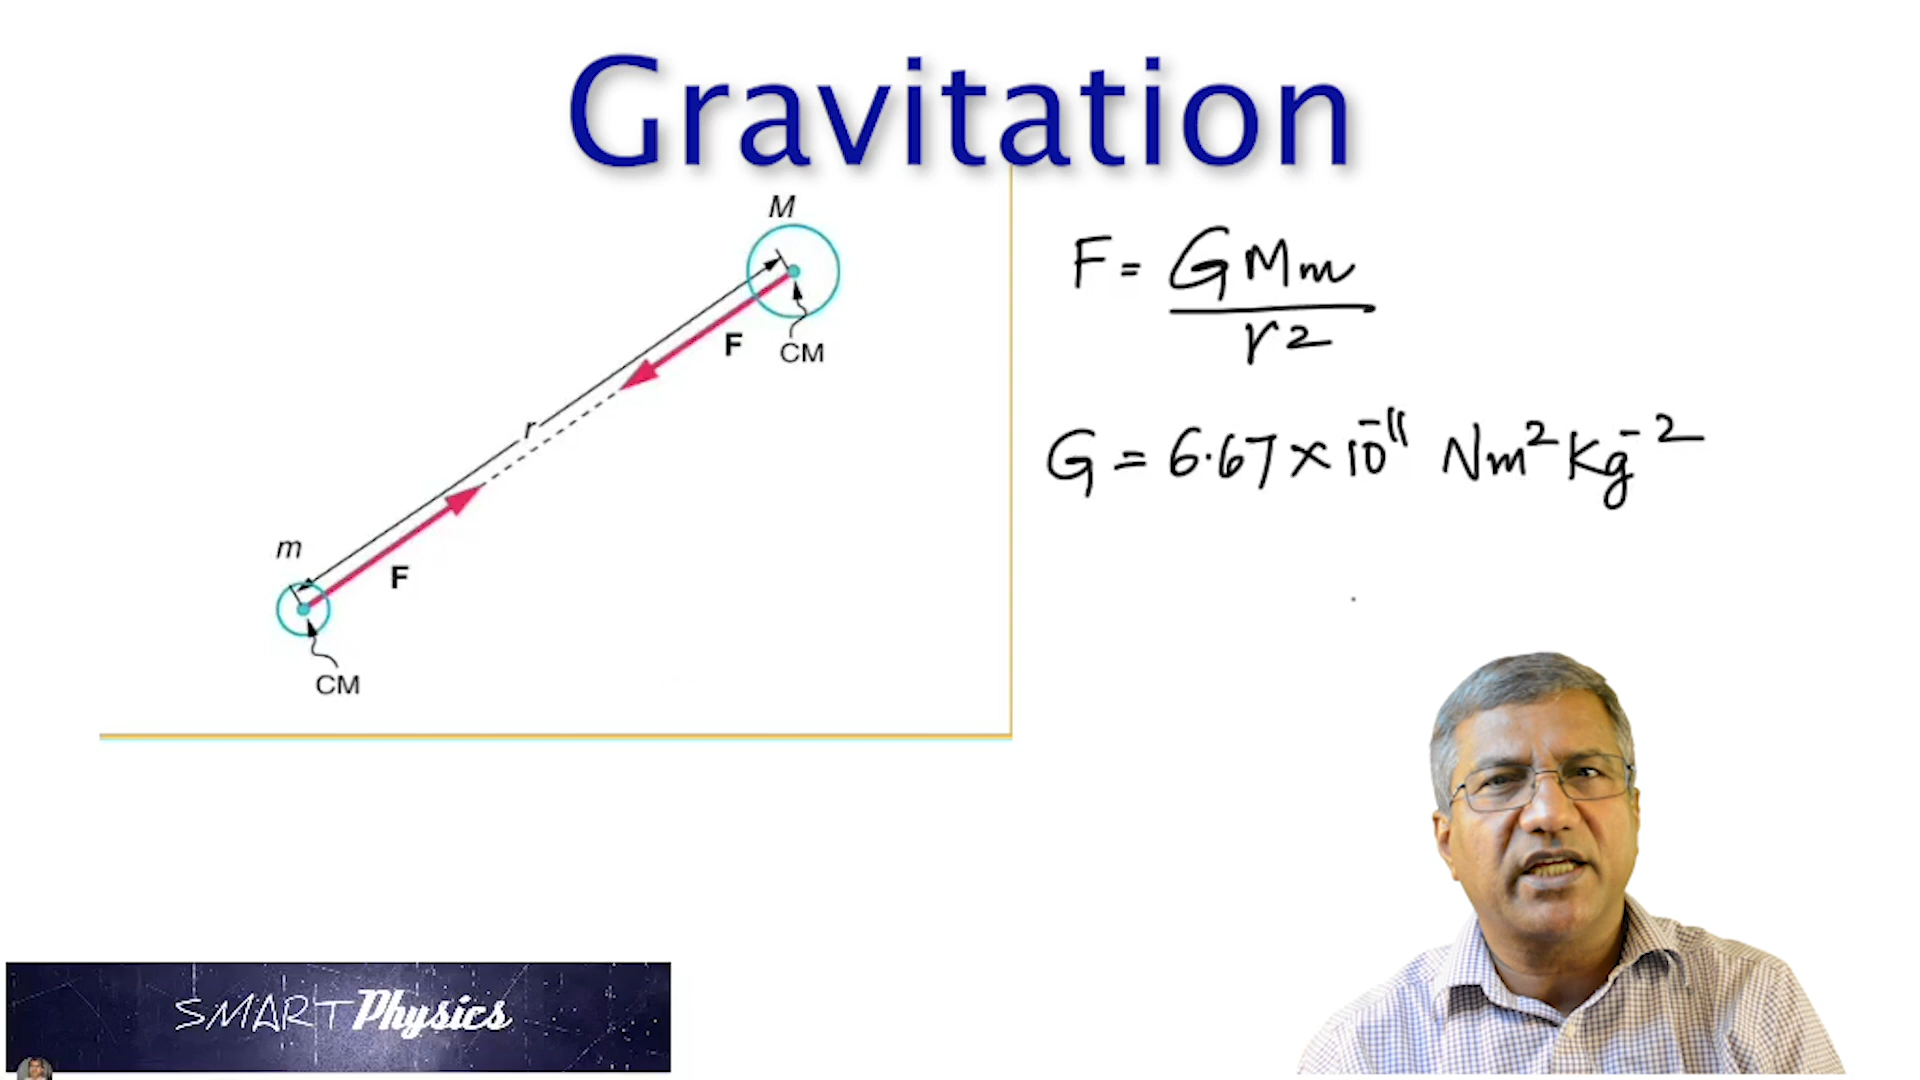 Gravitation
M
F
CM
r
m
F
CM
F = GMm
r²
G = 6.67 × 10⁻¹¹ Nm² Kg⁻²
SMART Physics